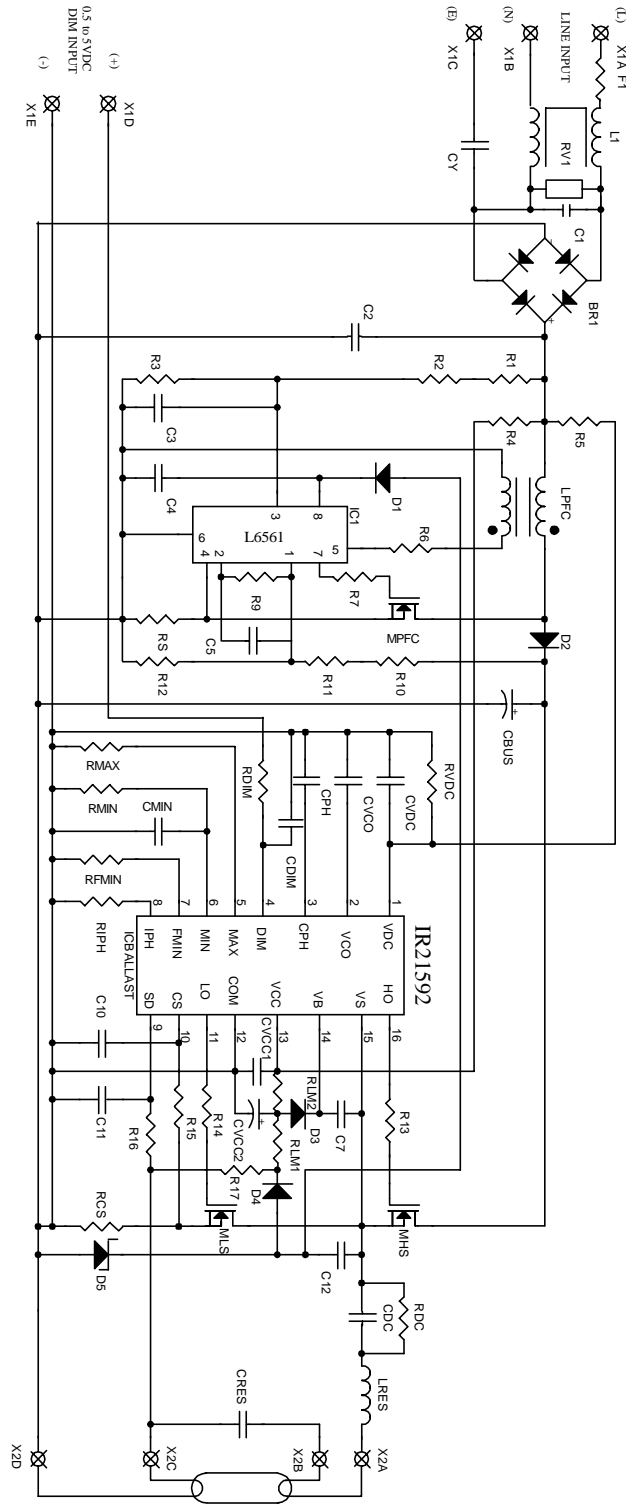 (L)
X1A
F1
(N)
X1B
LINE INPUT
(E)
X1C
L1
RV1
C1
CY
BR1
+
-
0.5 to 5VDC
DIM INPUT
(+)
X1D
(-)
X1E
C2
R1
R2
R3
C3
R5
R4
LPFC
C4
D1
IC1
L6561
3
8
5
6
4
2
1
7
R6
R7
R9
C5
MPFC
D2
RS
R12
R11
R10
CBUS
+
RMAX
RMIN
CMIN
RFMIN
RIPH
RDIM
CDIM
CPH
CVCO
CVDC
RVDC
IR21592
1
VDC
2
VCO
3
CPH
4
DIM
5
MAX
6
MIN
7
FMIN
8
IPH
ICBALLAST
HO
16
VS
15
VB
14
VCC
13
COM
12
LO
11
CS
10
SD
9
R13
C7
D3
RLM2
RLM1
CVCC1
CVCC2
+
D4
R14
R15
R16
R17
C10
C11
RCS
MLS
MHS
D5
C12
RDC
CDC
LRES
CRES
X2A
X2B
X2C
X2D